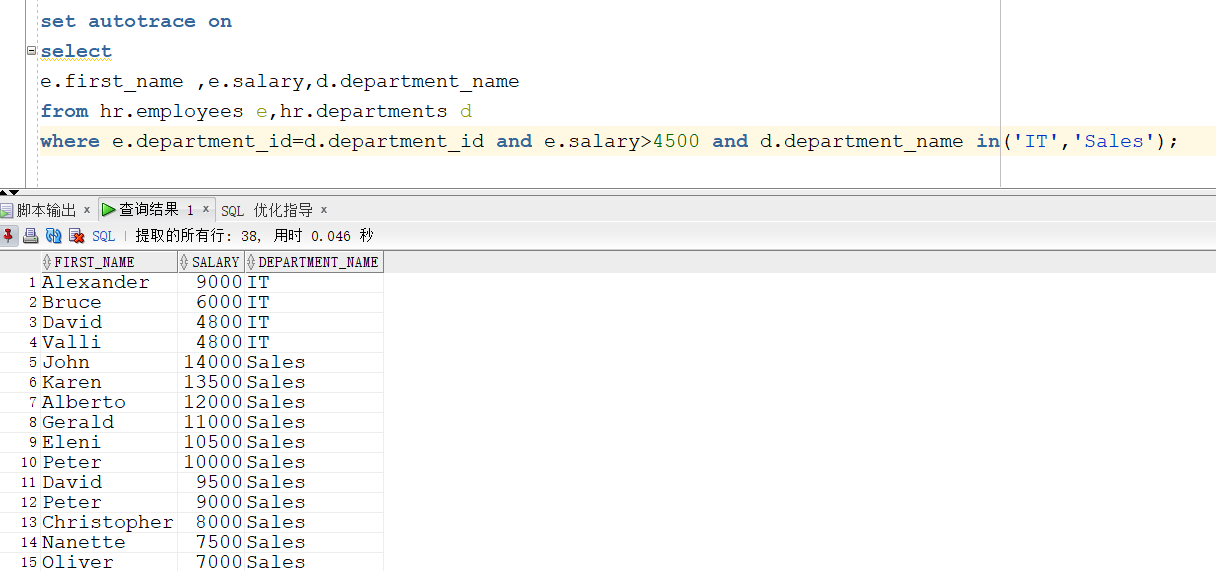 set autotrace on
select
e.first_name ,e.salary,d.department_name
from hr.employees e,hr.departments d
where e.department_id=d.department_id and e.salary>4500 and d.department_name in('IT','Sales');
脚本输出 × 查询结果 1 × SQL 优化指导 ×
SQL | 提取的所有行: 38, 用时 0.046 秒
FIRST_NAME SALARY DEPARTMENT_NAME
1 Alexander 9000 IT
2 Bruce 6000 IT
3 David 4800 IT
4 Valli 4800 IT
5 John 14000 Sales
6 Karen 13500 Sales
7 Alberto 12000 Sales
8 Gerald 11000 Sales
9 Eleni 10500 Sales
10 Peter 10000 Sales
11 David 9500 Sales
12 Peter 9000 Sales
13 Christopher 8000 Sales
14 Nanette 7500 Sales
15 Oliver 7000 Sales